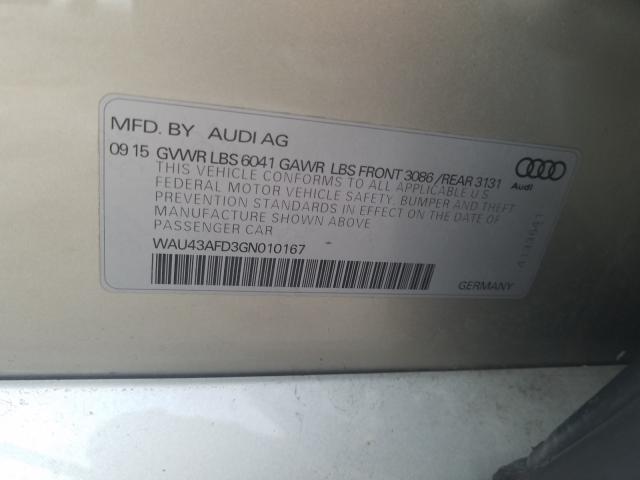 MFD. BY AUDI AG
09 15 GVWR LBS 6041 GAWR LBS FRONT 3086 /REAR 3131
THIS VEHICLE CONFORMS TO ALL APPLICABLE U.S
FEDERAL MOTOR VEHICLE SAFETY. BUMPER AND THEFT
PREVENTION STANDARDS IN EFFECT ON THE DATE OF
MANUFACTURE SHOWN ABOVE
PASSENGER CAR
WAU43AFD3GN010167
Audi
GERMANY